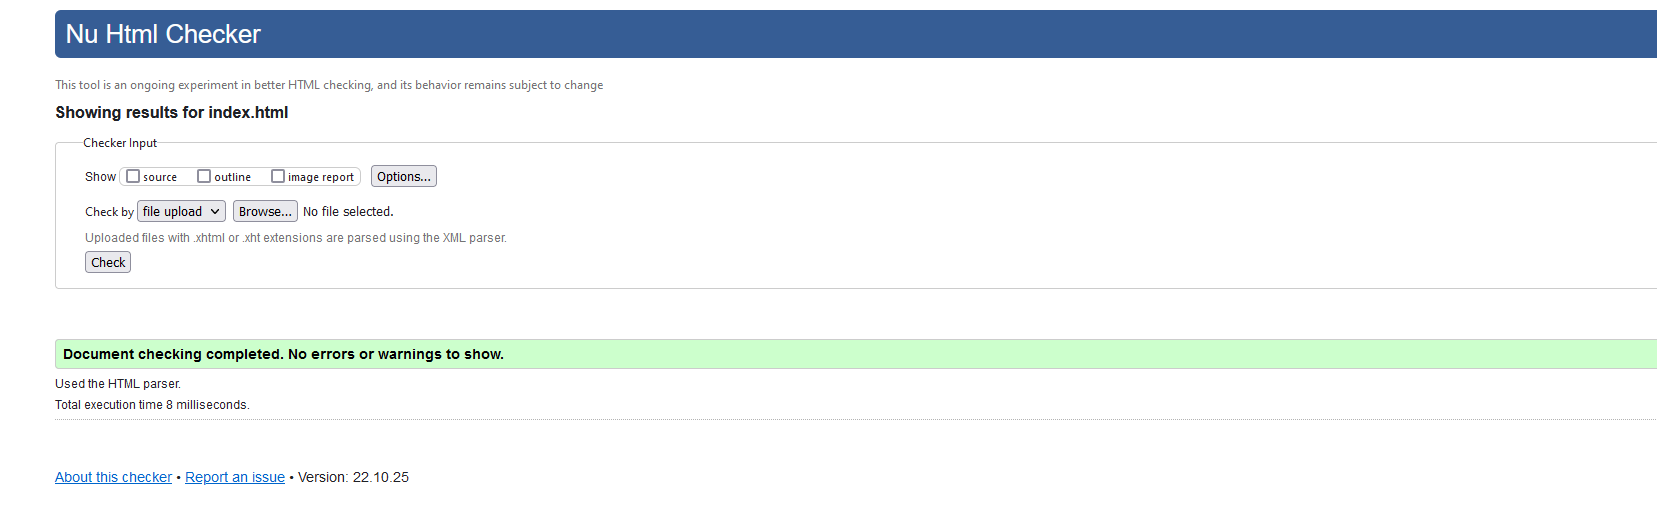 Nu Html Checker
This tool is an ongoing experiment in better HTML checking, and its behavior remains subject to change
Showing results for index.html
Checker Input
Show source outline image report Options...
Check by file upload Browse... No file selected.
Uploaded files with .xhtml or .xht extensions are parsed using the XML parser.
Check
Document checking completed. No errors or warnings to show.
Used the HTML parser.
Total execution time 8 milliseconds.
About this checker • Report an issue • Version: 22.10.25